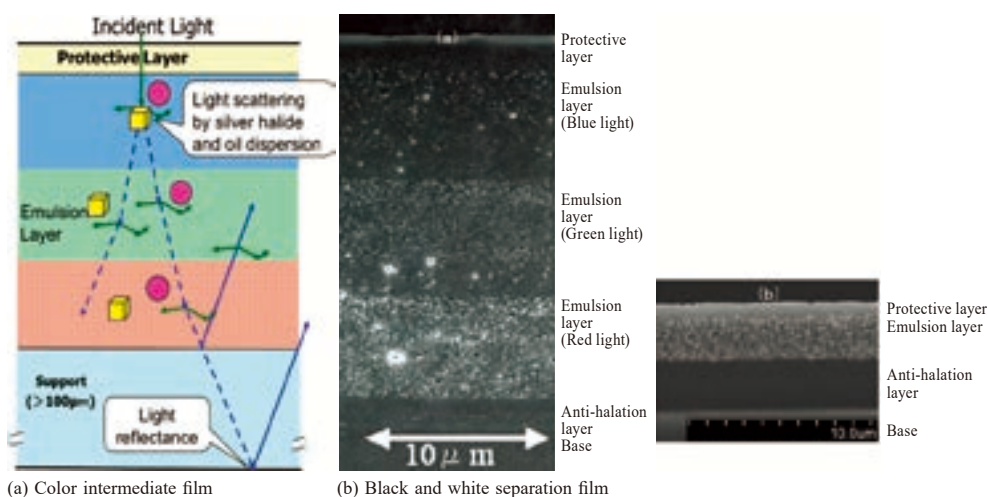 Incident Light
Protective Layer
Light scattering
by silver halide
and oil dispersion
Emulsion
Layer
Support
(>100μm)
Light
reflectance
(a) Color intermediate film
(a)
10 μ m
Protective
layer
Emulsion
layer
(Blue light)
Emulsion
layer
(Green light)
Emulsion
layer
(Red light)
Anti-halation
layer
Base
(b) Black and white separation film
(b)
10.0um
Protective layer
Emulsion layer
Anti-halation
layer
Base